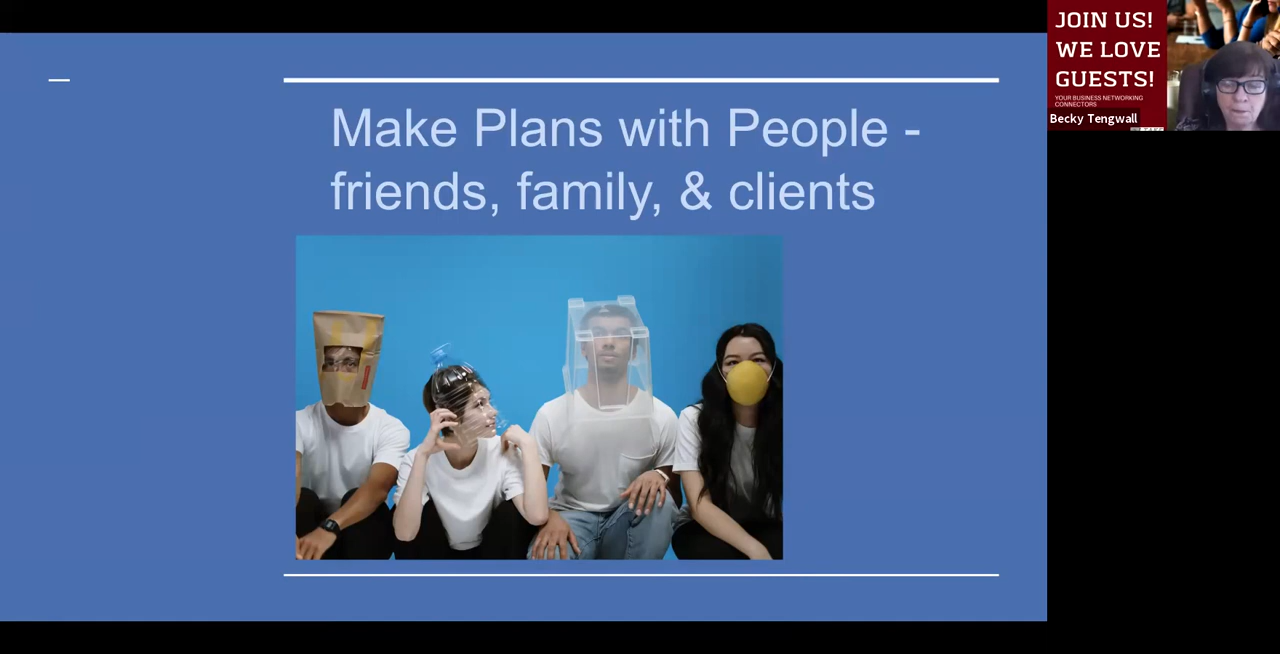 Make Plans with People -
friends, family, & clients
JOIN US!
WE LOVE
GUESTS!
YOUR BUSINESS NETWORKING
CONNECTORS
Becky Tengwall